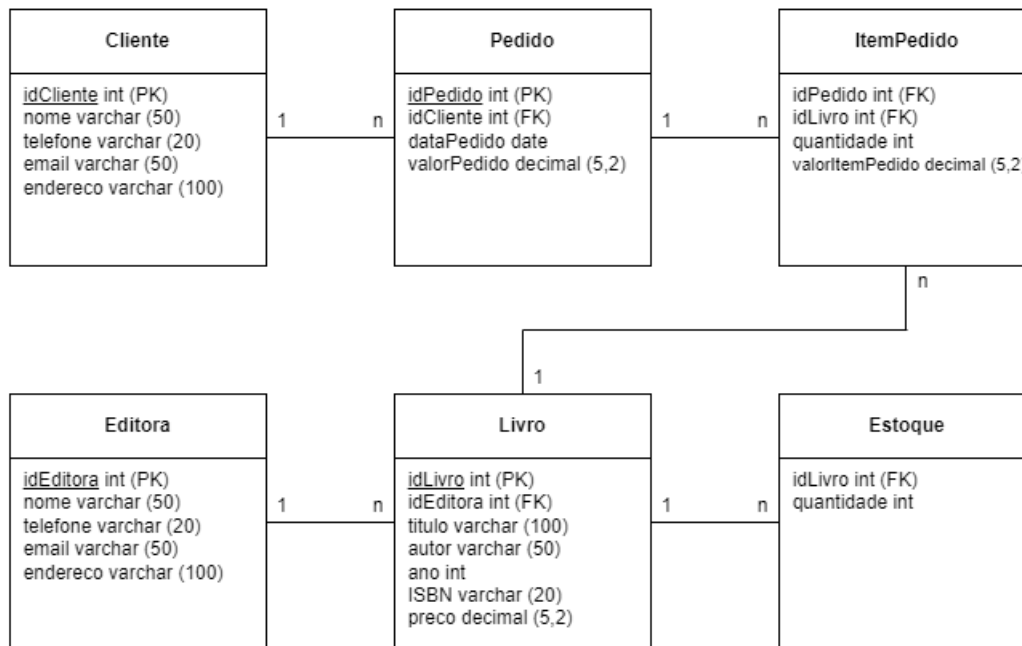 Cliente
idCliente int (PK)
nome varchar (50)
telefone varchar (20)
email varchar (50)
endereco varchar (100)
1
n
Pedido
idPedido int (PK)
idCliente int (FK)
dataPedido date
valorPedido decimal (5,2)
1
n
ItemPedido
idPedido int (FK)
idLivro int (FK)
quantidade int
valorItemPedido decimal (5,2
n
1
Editora
idEditora int (PK)
nome varchar (50)
telefone varchar (20)
email varchar (50)
endereco varchar (100)
1
n
Livro
idLivro int (PK)
idEditora int (FK)
titulo varchar (100)
autor varchar (50)
ano int
ISBN varchar (20)
preco decimal (5,2)
1
n
Estoque
idLivro int (FK)
quantidade int